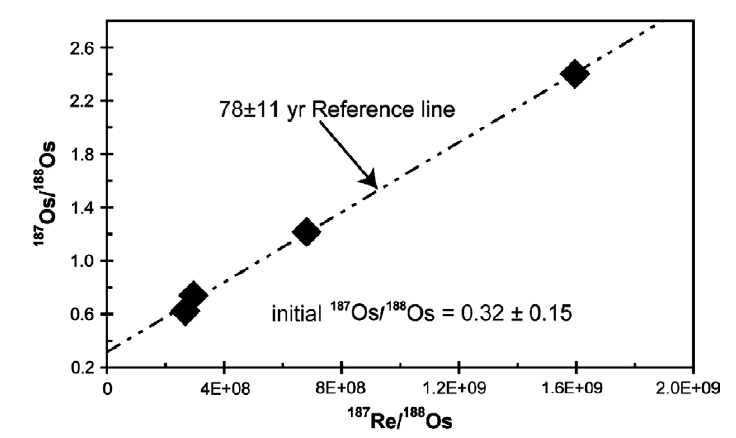 2.6
2.2
1.8
1.4
1.0
0.6
0.2
¹⁸⁷Os/¹⁸⁸Os
78±11 yr Reference line
initial ¹⁸⁷Os/¹⁸⁸Os = 0.32 ± 0.15
0 4E+08 8E+08 1.2E+09 1.6E+09 2.0E+09
¹⁸⁷Re/¹⁸⁸Os